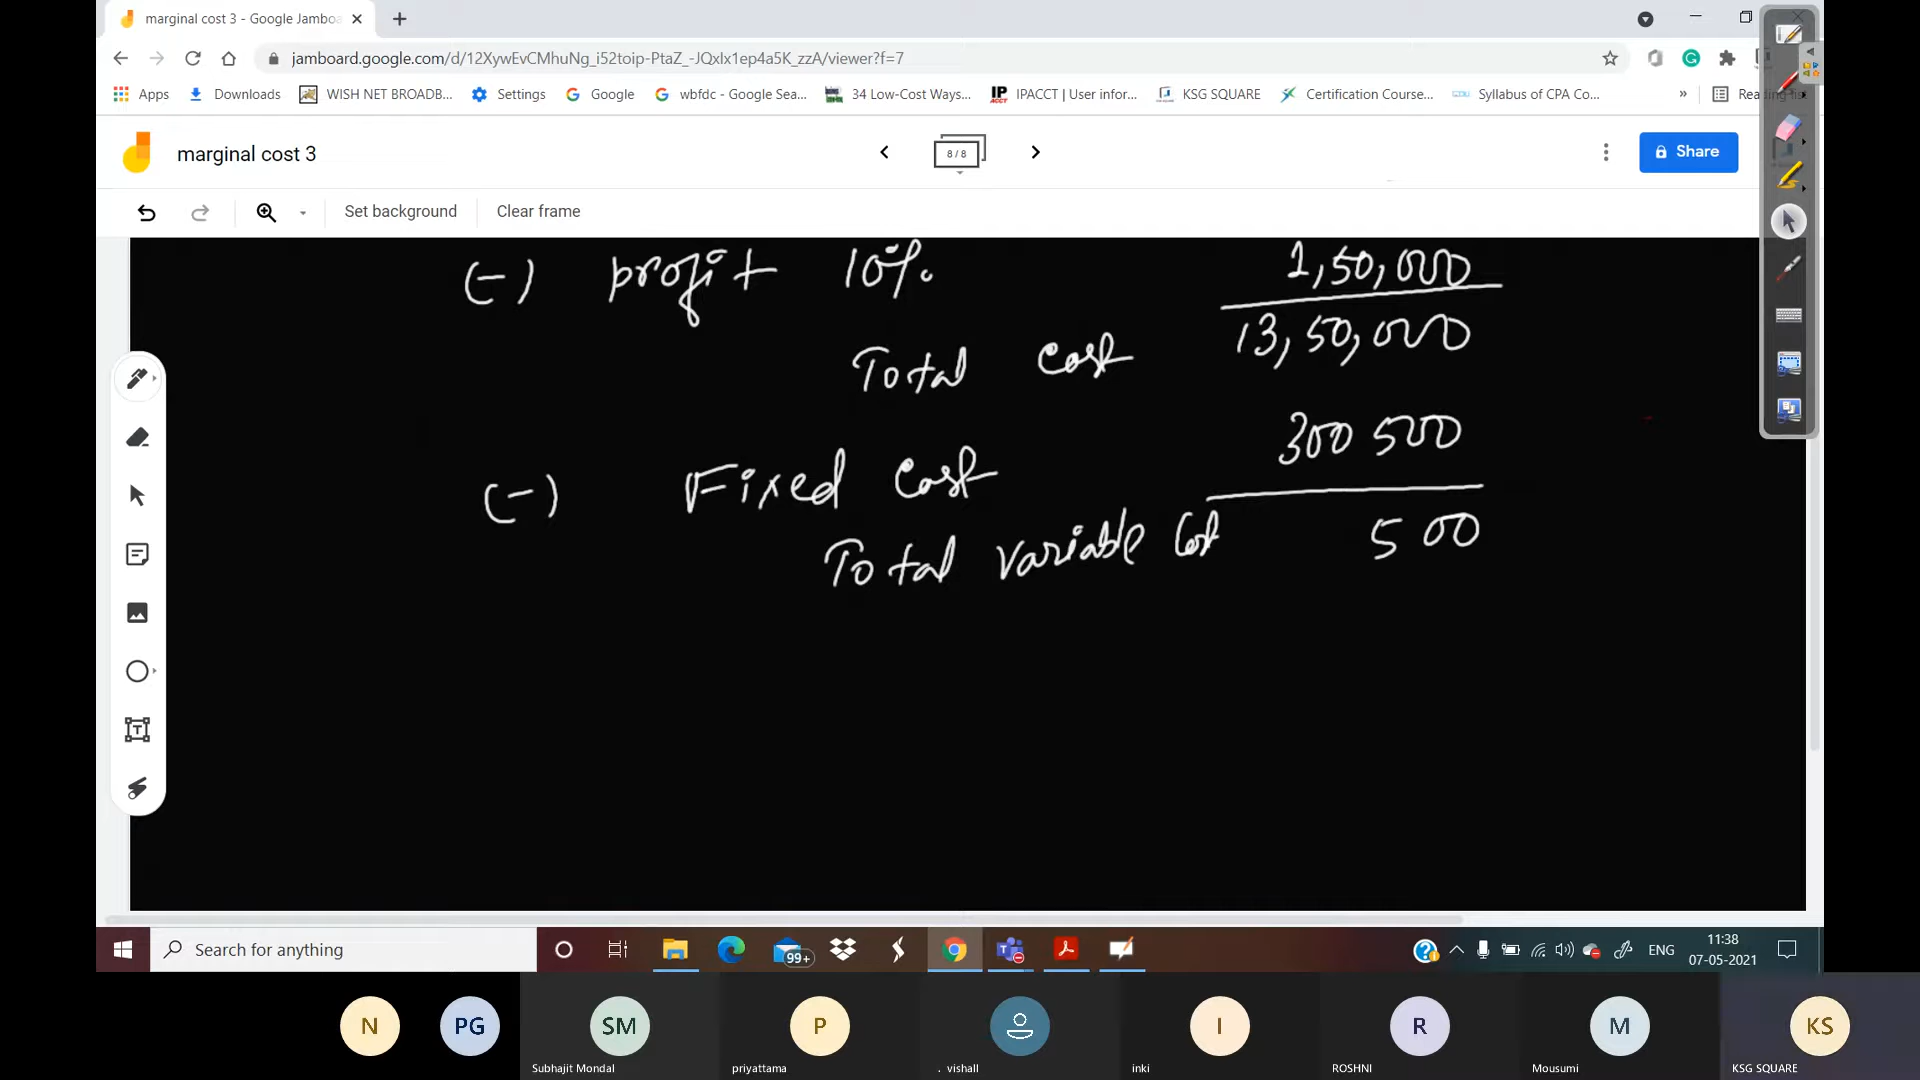 marginal cost 3 - Google Jamboa
jamboard.google.com/d/12XywEvCMhuNg_i52toip-PtaZ_-JQxIx1ep4a5K_zzA/viewer?f=7
Apps Downloads WISH NET BROADB... Settings Google wbfdc - Google Sea... 34 Low-Cost Ways... IPACCT | User infor... KSG SQUARE Certification Course... Syllabus of CPA Co... »
marginal cost 3 8 / 8 Share
Set background Clear frame
(-) profit 10% 1,50,000
Total cost 13,50,000
300 500
(-) Fixed cost
Total variable Cost 5 00
Search for anything 99+ ENG 11:38
07-05-2021
N PG SM P I R M KS
Subhajit Mondal priyattama . vishall inki ROSHNI Mousumi KSG SQUARE